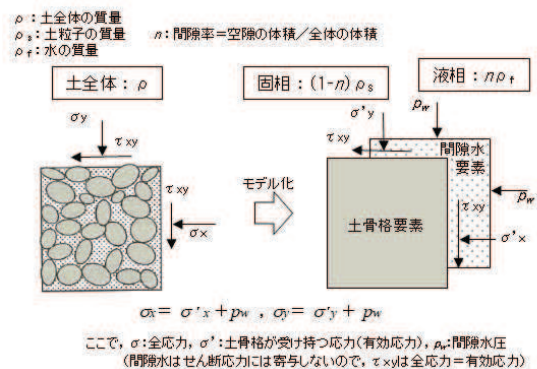 ρ：土全体の質量
ρs：土粒子の質量　n：間隙率＝空隙の体積／全体の体積
ρf：水の質量
土全体：ρ
固相：(1-n)ρs
液相：nρf
σy
τxy
τxy
σx
モデル化
σ'y
τxy
pw
間隙水
要素
土骨格要素
τxy
pw
σ'x
σx= σ'x+pw , σy= σ'y+pw
ここで，σ：全応力，σ'：土骨格が受け持つ応力(有効応力)，pw：間隙水圧
(間隙水はせん断応力には寄与しないので，τxyは全応力＝有効応力)